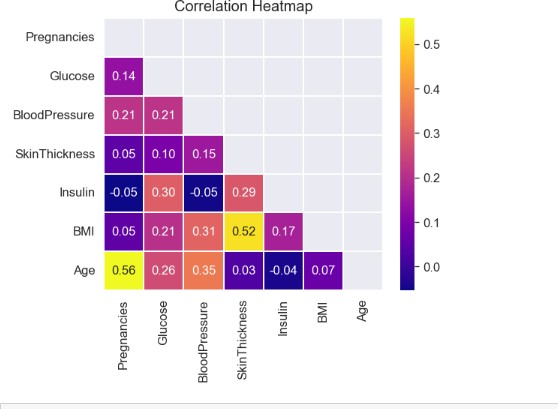 Correlation Heatmap
Pregnancies
Glucose 0.14
BloodPressure 0.21 0.21
SkinThickness 0.05 0.10 0.15
Insulin -0.05 0.30 -0.05 0.29
BMI 0.05 0.21 0.31 0.52 0.17
Age 0.56 0.26 0.35 0.03 -0.04 0.07
Pregnancies
Glucose
BloodPressure
SkinThickness
Insulin
BMI
Age
0.5
0.4
0.3
0.2
0.1
0.0